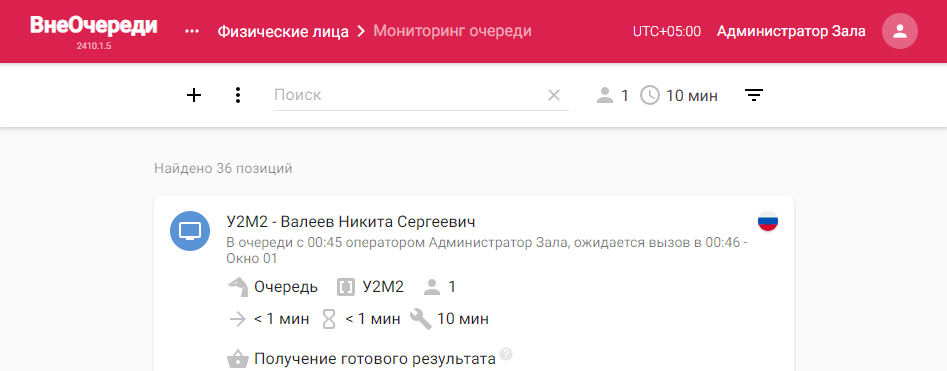 ВнеОчереди
2410.1.5
Физические лица
Мониторинг очереди
UTC+05:00
Администратор Зала
Поиск
1
10 мин
Найдено 36 позиций
У2М2 - Валеев Никита Сергеевич
В очереди с 00:45 оператором Администратор Зала, ожидается вызов в 00:46 -
Окно 01
Очередь
У2М2
1
< 1 мин
< 1 мин
10 мин
Получение готового результата
?